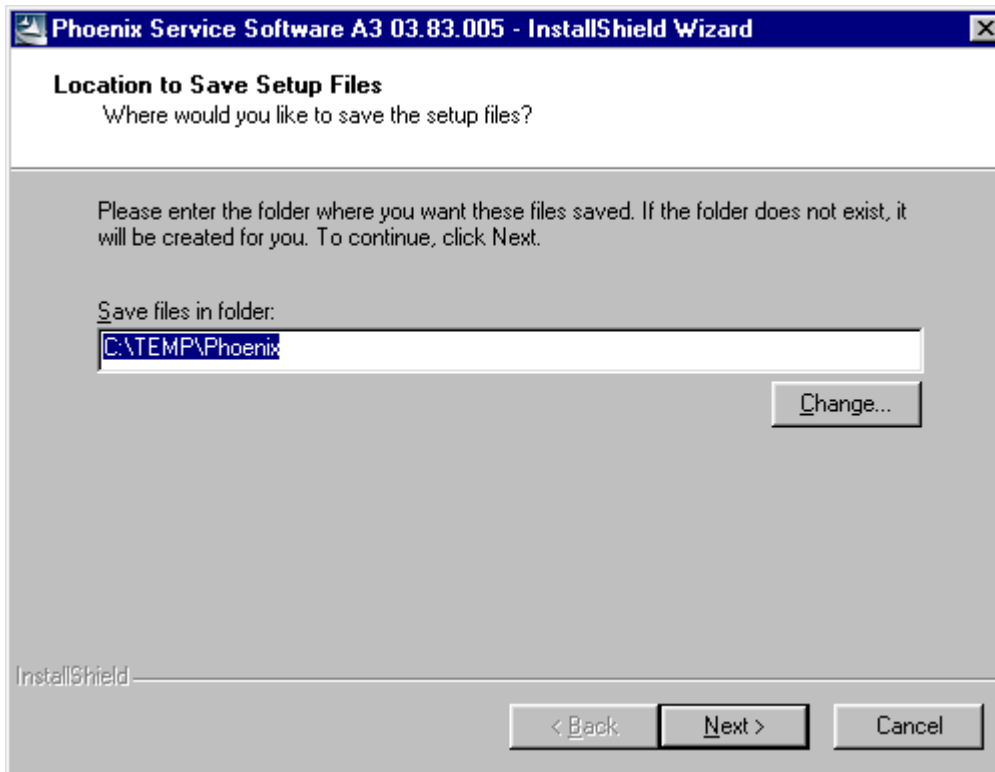 Phoenix Service Software A3 03.83.005 - InstallShield Wizard
Location to Save Setup Files
Where would you like to save the setup files?
Please enter the folder where you want these files saved. If the folder does not exist, it
will be created for you. To continue, click Next.
Save files in folder:
C:\TEMP\Phoenix
Change...
InstallShield
< Back
Next >
Cancel